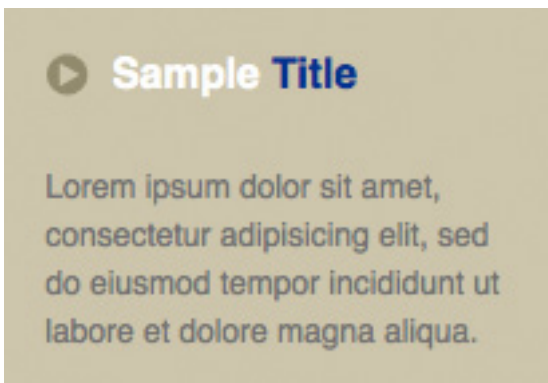 Sample Title
Lorem ipsum dolor sit amet,
consectetur adipisicing elit, sed
do eiusmod tempor incididunt ut
labore et dolore magna aliqua.